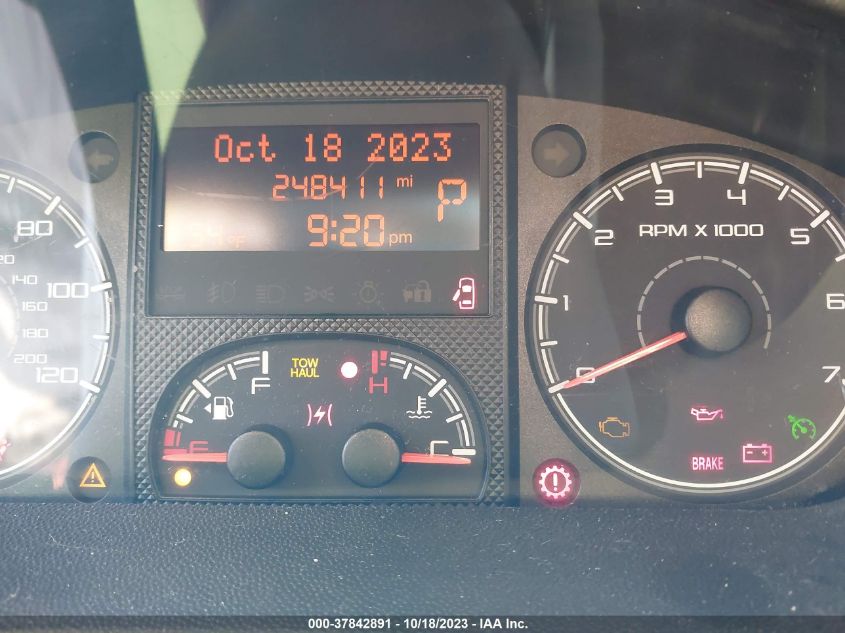 Oct 18 2023
248411 mi
P
9:20 pm
°F
80
100
120
140
160
180
200
120
RPM X 1000
0
1
2
3
4
5
6
7
F
E
TOW
HAUL
H
C
BRAKE
000-37842891 - 10/18/2023 - IAA Inc.